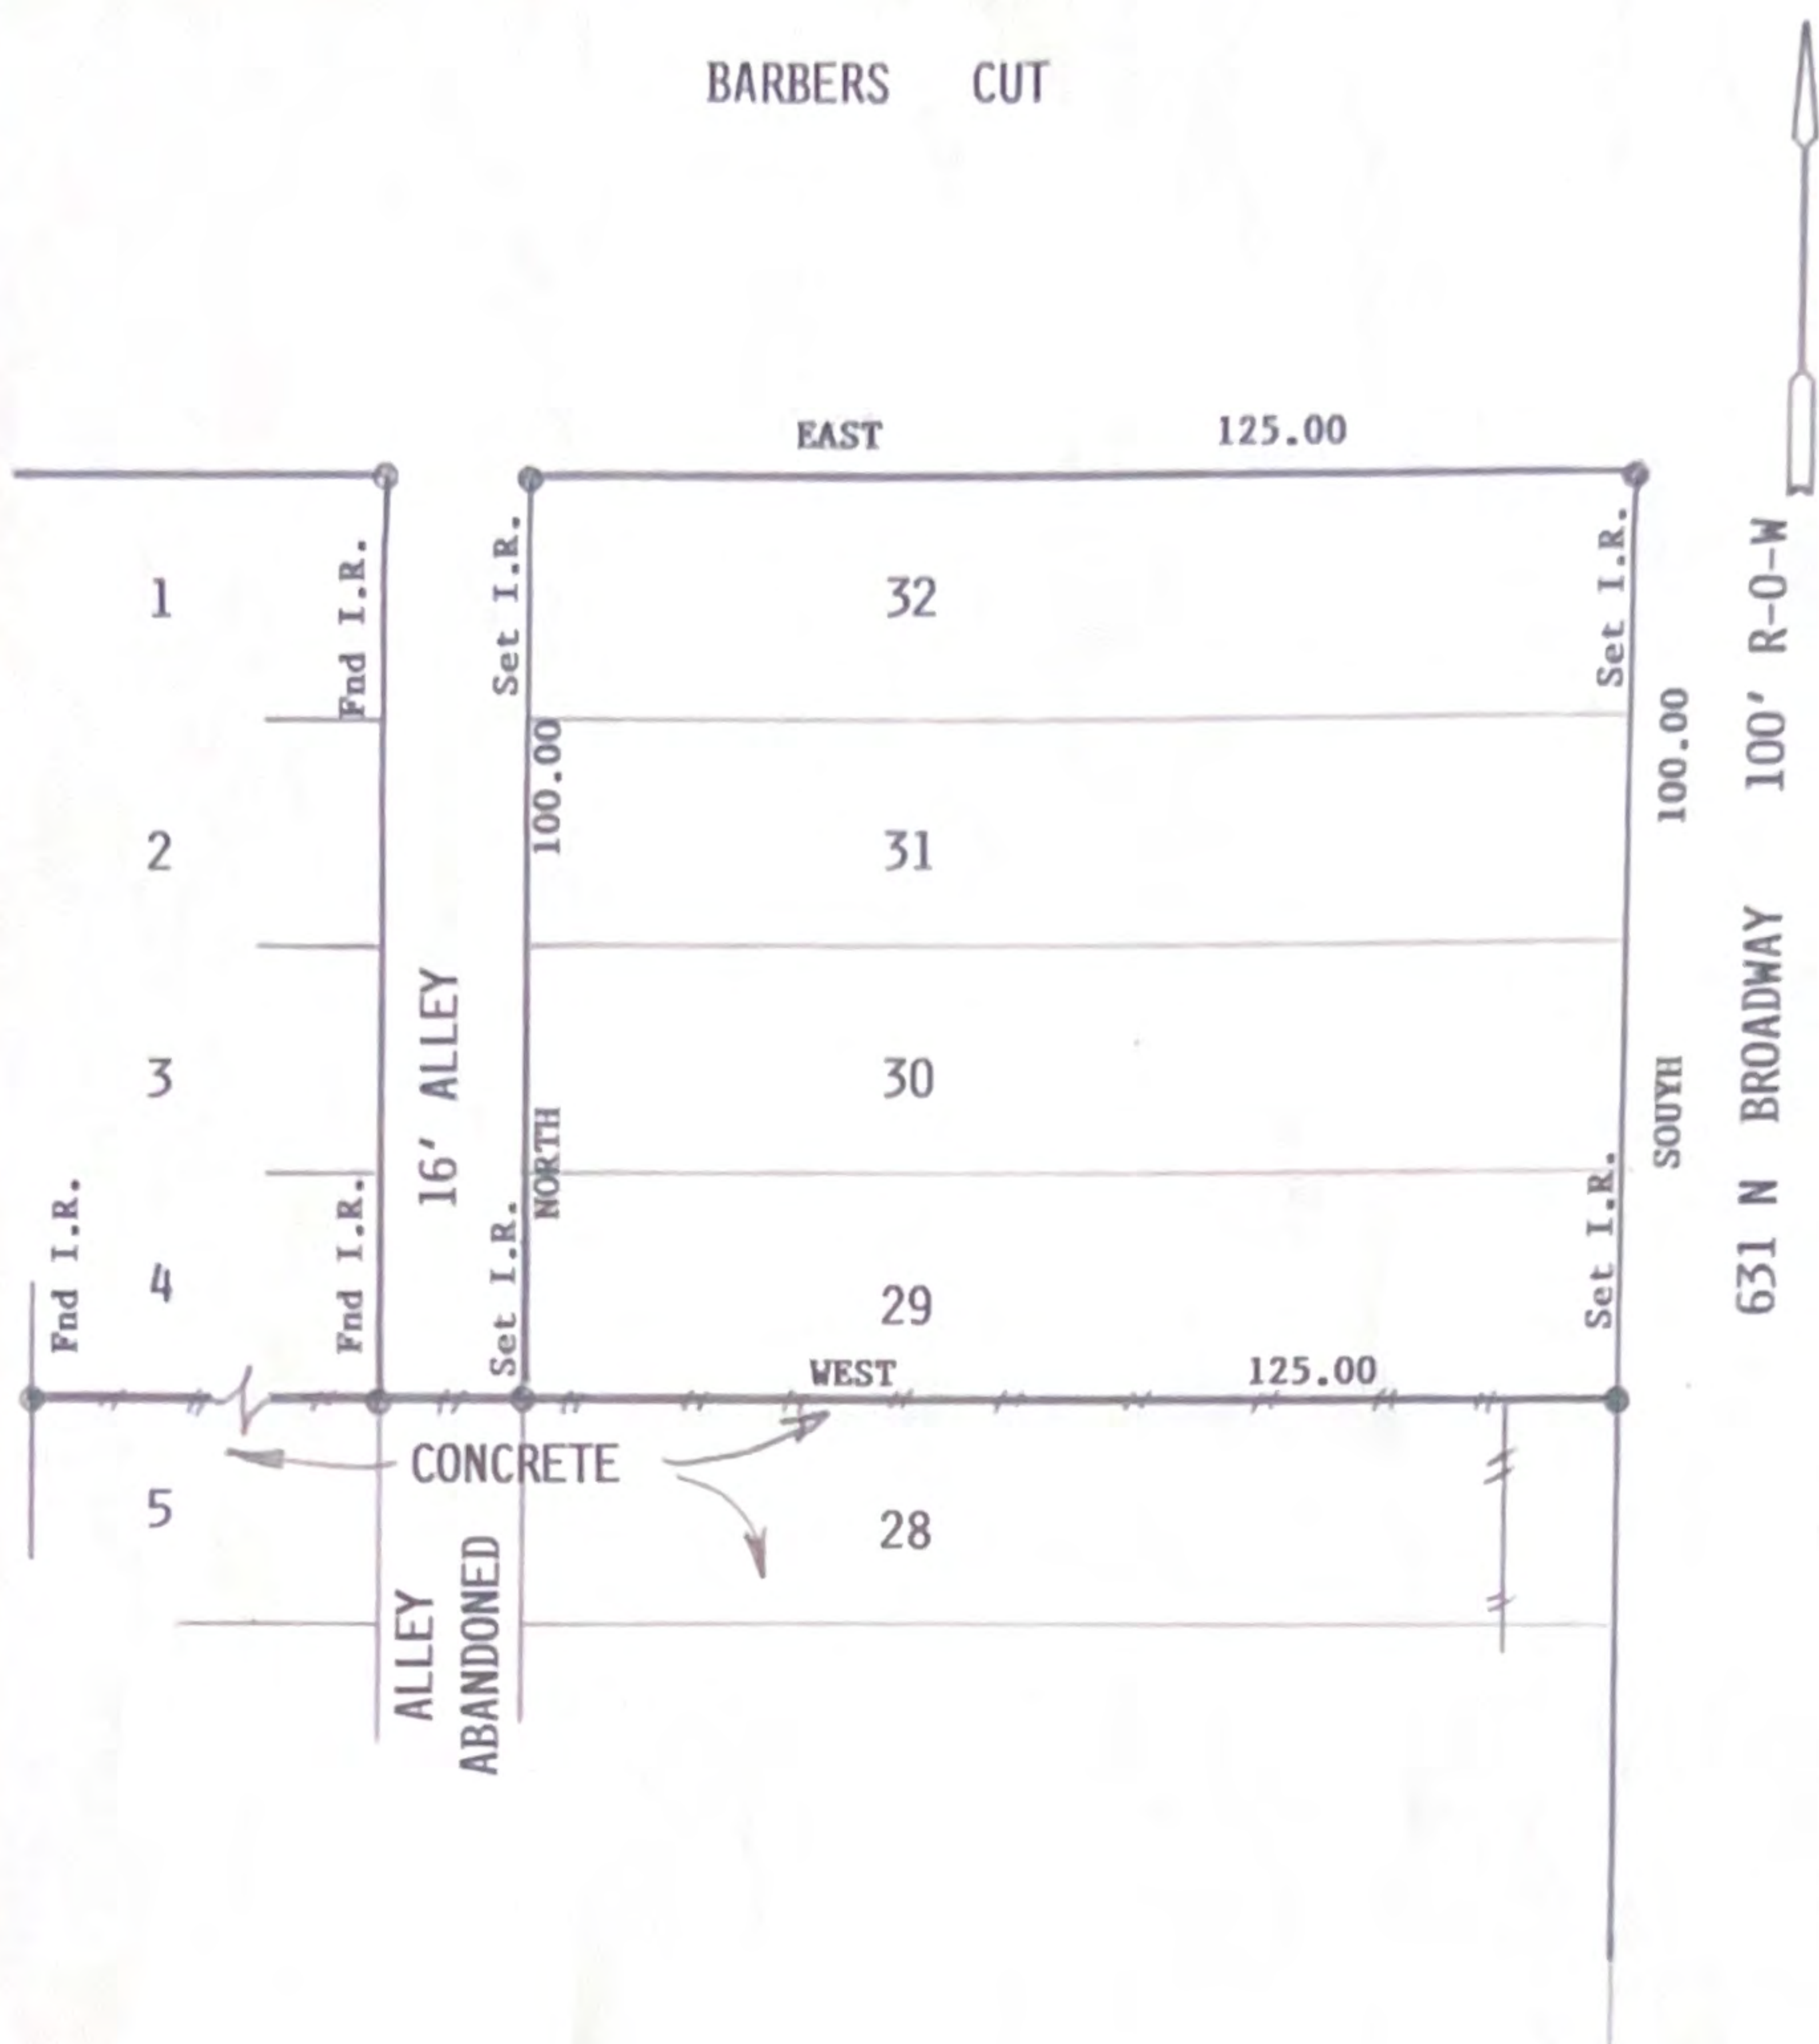 BARBERS CUT
EAST 125.00
1
Fnd I.R.
Set I.R.
32
Set I.R.
100' R-O-W
100.00
100.00
2
31
16' ALLEY
3
30
NORTH
SOUYH
631 N BROADWAY
Fnd I.R.
4
Fnd I.R.
Set I.R.
29
Set I.R.
WEST 125.00
CONCRETE
5
28
ALLEY
ABANDONED